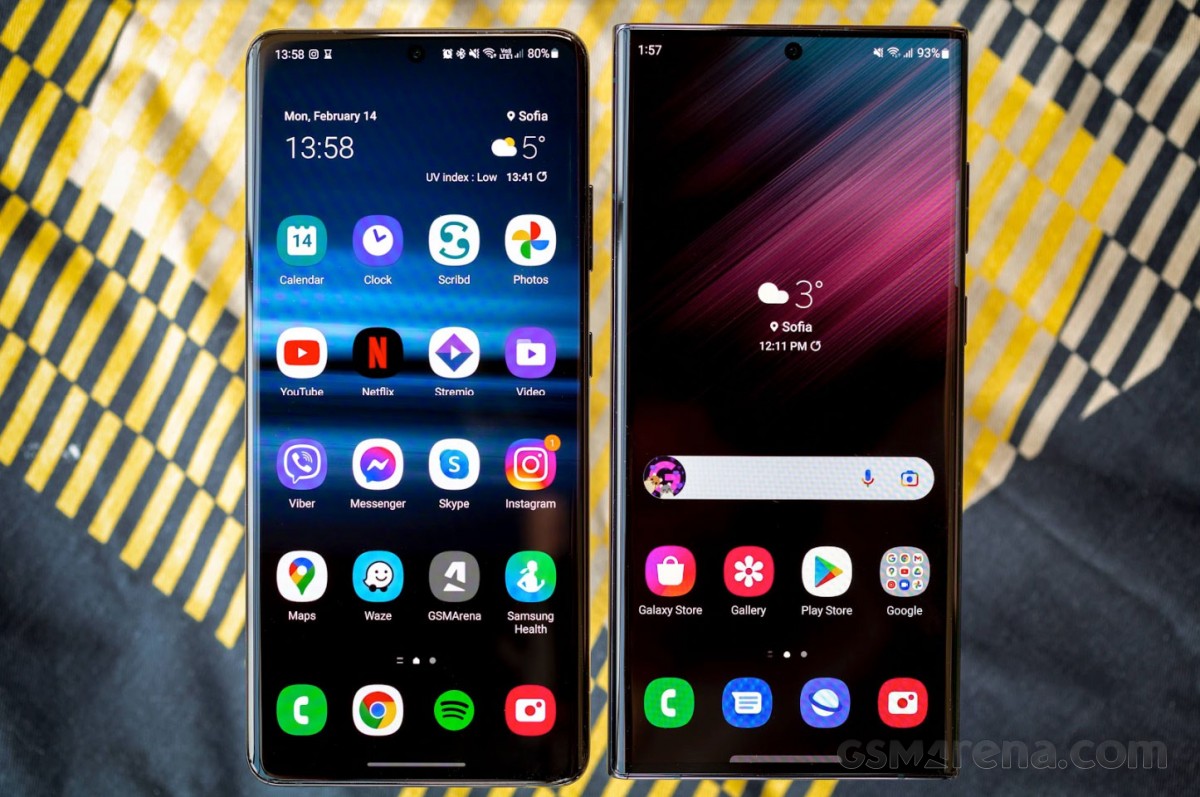 13:58
VoB
LTE1
80%
Mon, February 14
Sofia
13:58
5°
UV index : Low 13:41
14
Calendar
Clock
Scribd
Photos
YouTube
N
Netflix
Stremio
Video
Viber
Messenger
S
Skype
1
Instagram
Maps
Waze
GSMArena
Samsung
Health
1:57
93%
3°
Sofia
12:11 PM
G
Galaxy Store
Gallery
Play Store
Google
GSMArena.com